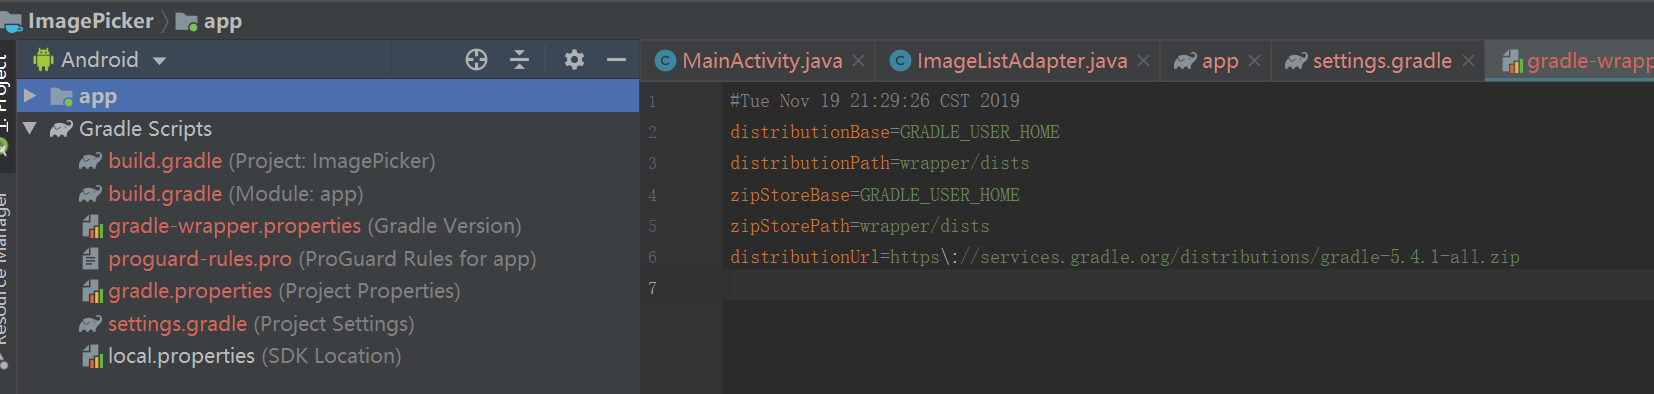 ImagePicker app
Android
MainActivity.java ImageListAdapter.java app settings.gradle gradle-wrapp
1: Project
Resource Manager
app
Gradle Scripts
build.gradle (Project: ImagePicker)
build.gradle (Module: app)
gradle-wrapper.properties (Gradle Version)
proguard-rules.pro (ProGuard Rules for app)
gradle.properties (Project Properties)
settings.gradle (Project Settings)
local.properties (SDK Location)
1 #Tue Nov 19 21:29:26 CST 2019
2 distributionBase=GRADLE_USER_HOME
3 distributionPath=wrapper/dists
4 zipStoreBase=GRADLE_USER_HOME
5 zipStorePath=wrapper/dists
6 distributionUrl=https\://services.gradle.org/distributions/gradle-5.4.1-all.zip
7